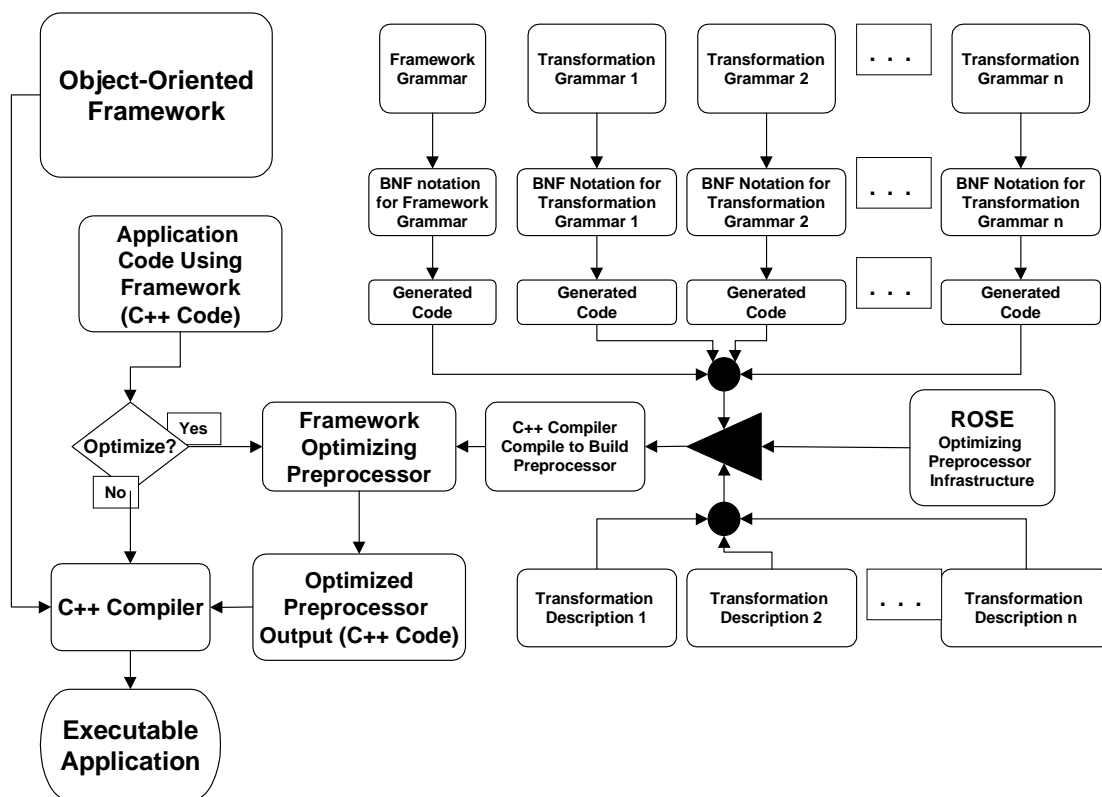 Object-Oriented
Framework
Framework
Grammar
Transformation
Grammar 1
Transformation
Grammar 2
. . .
Transformation
Grammar n
BNF notation
for Framework
Grammar
BNF Notation for
Transformation
Grammar 1
BNF Notation for
Transformation
Grammar 2
. . .
BNF Notation for
Transformation
Grammar n
Application
Code Using
Framework
(C++ Code)
Generated
Code
Generated
Code
Generated
Code
. . .
Generated
Code
Optimize?
Yes
No
Framework
Optimizing
Preprocessor
C++ Compiler
Compile to Build
Preprocessor
ROSE
Optimizing
Preprocessor
Infrastructure
C++ Compiler
Optimized
Preprocessor
Output (C++ Code)
Transformation
Description 1
Transformation
Description 2
. . .
Transformation
Description n
Executable
Application